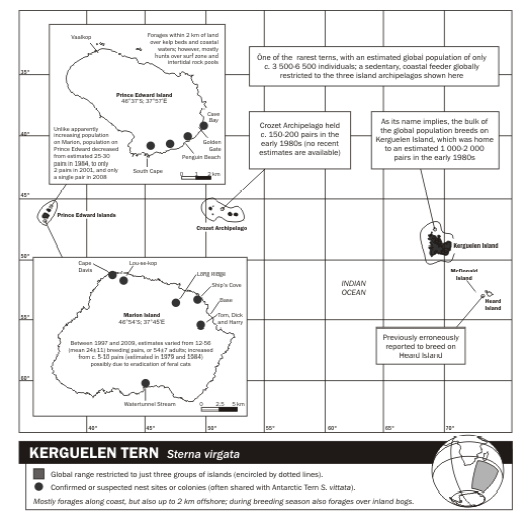 Vaalkop
Forages within 2 km of land
over kelp beds and coastal
waters; however, mostly
hunts over surf zone and
intertidal rock pools
Prince Edward Island
46°37'S; 37°57'E
Cave
Bay
Golden
Gate
Penguin Beach
South Cape
0 1 2 km
Unlike apparently
increasing population
on Marion, population on
Prince Edward decreased
from estimated 25-30
pairs in 1984, to only
2 pairs in 2001, and only
a single pair in 2008
One of the rarest terns, with an estimated global population of only
c. 3 500-6 500 individuals; a sedentary, coastal feeder globally
restricted to the three island archipelagos shown here
Crozet Archipelago held
c. 150-200 pairs in the
early 1980s (no recent
estimates are available)
As its name implies, the bulk of
the global population breeds on
Kerguelen Island, which was home
to an estimated 1 000-2 000
pairs in the early 1980s
35°
40°
45°
50°
55°
60°
Prince Edward Islands
Crozet Archipelago
Kerguelen Island
McDonald
Island
Heard
Island
INDIAN
OCEAN
Previously erroneously
reported to breed on
Heard Island
Cape
Davis
Lou-se-kop
Long Ridge
Ship's Cove
Base
Tom, Dick
and Harry
Marion Island
46°54'S; 37°45'E
Between 1997 and 2009, estimates varied from 12-56
(mean 24±11) breeding pairs, or 54±7 adults; increased
from c. 5-10 pairs (estimated in 1979 and 1984)
possibly due to eradication of feral cats
Watertunnel Stream
0 2.5 5 km
40° 45° 50° 55° 60° 65° 70°
KERGUELEN TERN Sterna virgata
Global range restricted to just three groups of islands (encircled by dotted lines).
Confirmed or suspected nest sites or colonies (often shared with Antarctic Tern S. vittata).
Mostly forages along coast, but also up to 2 km offshore; during breeding season also forages over inland bogs.